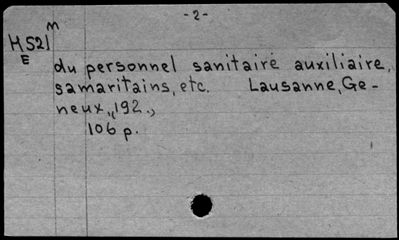 -2-
M
H521
E
du personnel sanitaire auxiliaire,
samaritains, etc. Lausanne, Ge-
neux, 192.,
106 p.